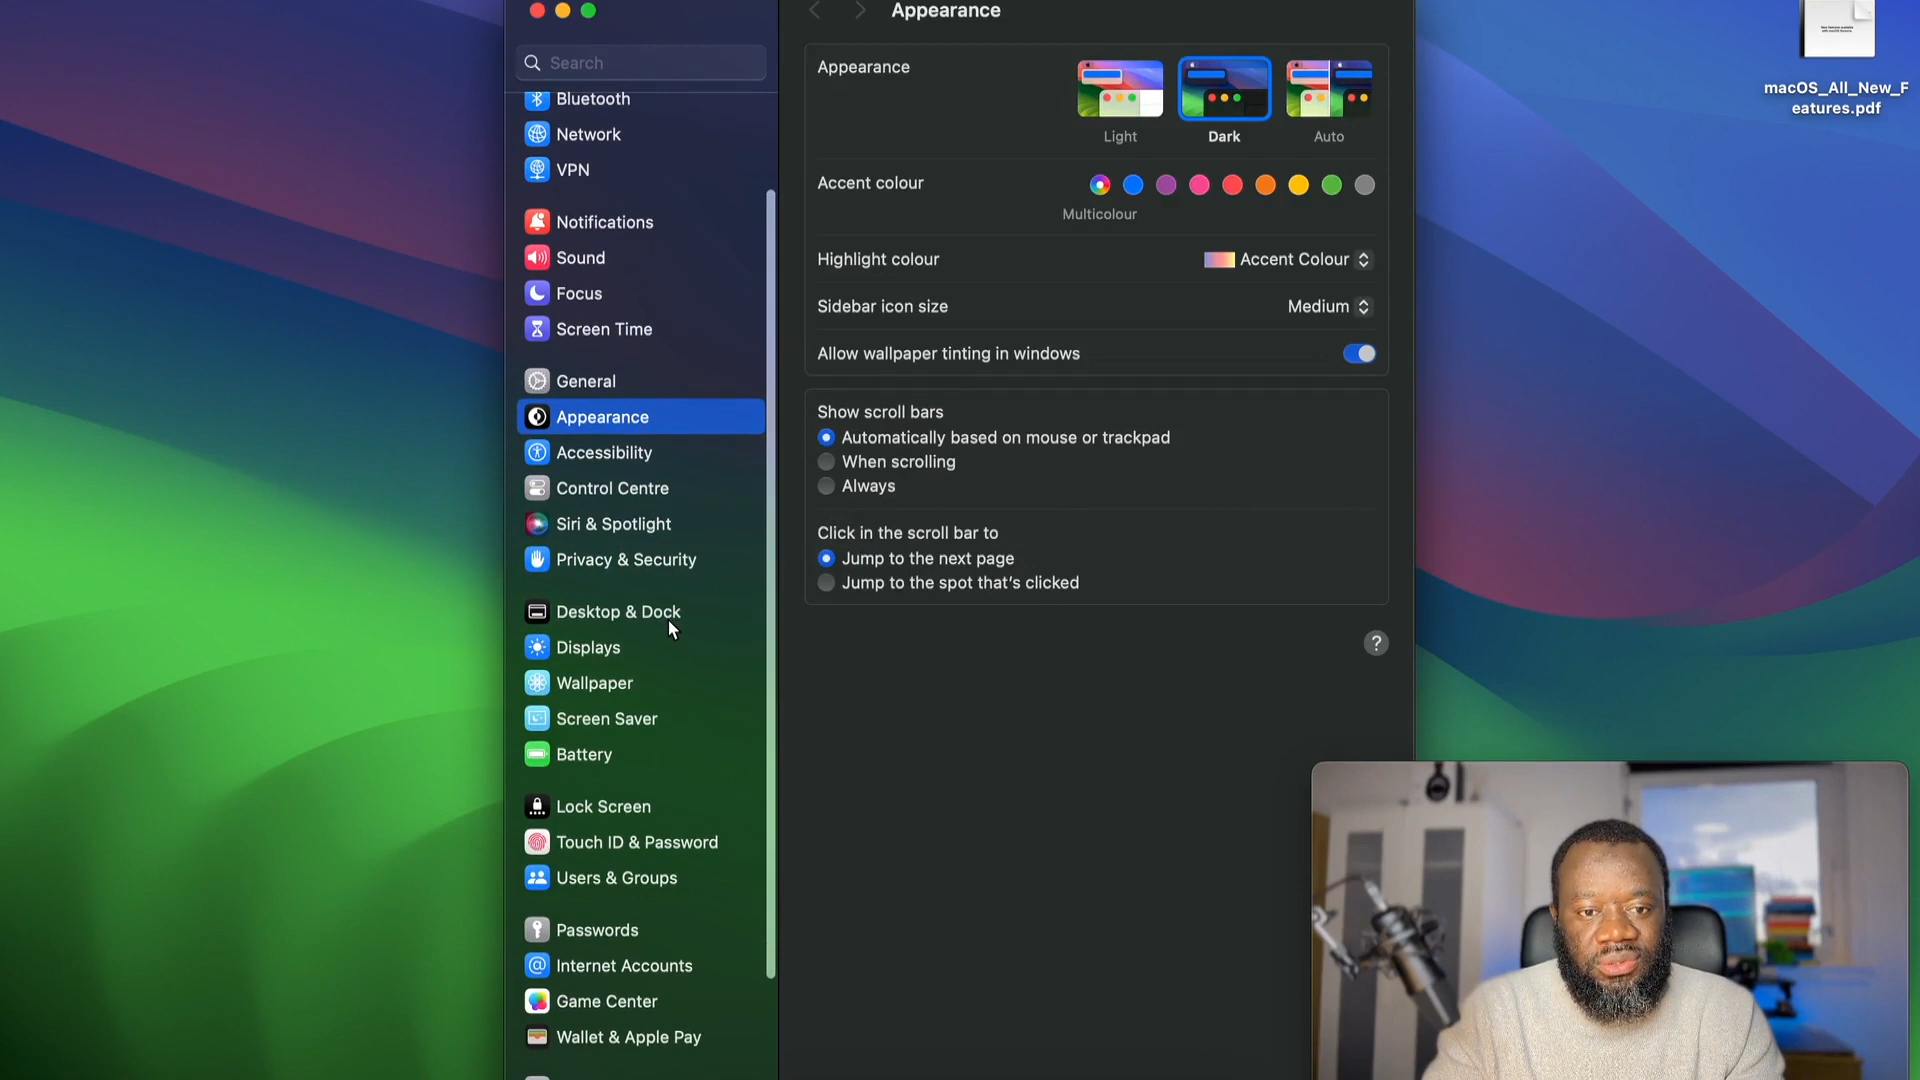 Search
Bluetooth
Network
VPN
Notifications
Sound
Focus
Screen Time
General
Appearance
Accessibility
Control Centre
Siri & Spotlight
Privacy & Security
Desktop & Dock
Displays
Wallpaper
Screen Saver
Battery
Lock Screen
Touch ID & Password
Users & Groups
Passwords
Internet Accounts
Game Center
Wallet & Apple Pay
Appearance
Appearance
Light
Dark
Auto
Accent colour
Multicolour
Highlight colour
Accent Colour
Sidebar icon size
Medium
Allow wallpaper tinting in windows
Show scroll bars
Automatically based on mouse or trackpad
When scrolling
Always
Click in the scroll bar to
Jump to the next page
Jump to the spot that's clicked
?
macOS_All_New_F
eatures.pdf